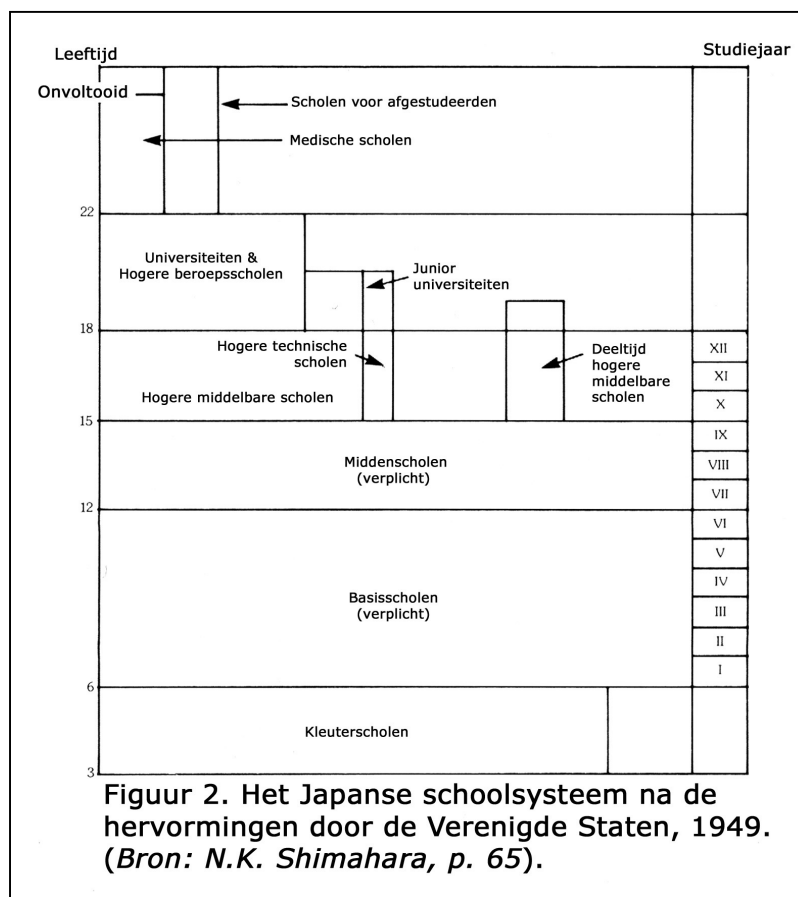 Leeftijd
Studiejaar
Onvoltooid
Scholen voor afgestudeerden
Medische scholen
22
Universiteiten &
Hogere beroepsscholen
Junior
universiteiten
18
Hogere technische
scholen
Deeltijd
hogere
middelbare
scholen
XII
XI
X
Hogere middelbare scholen
15
IX
Middenscholen
(verplicht)
VIII
VII
12
VI
V
IV
Basisscholen
(verplicht)
III
II
I
6
Kleuterscholen
3
Figuur 2. Het Japanse schoolsysteem na de
hervormingen door de Verenigde Staten, 1949.
(Bron: N.K. Shimahara, p. 65).